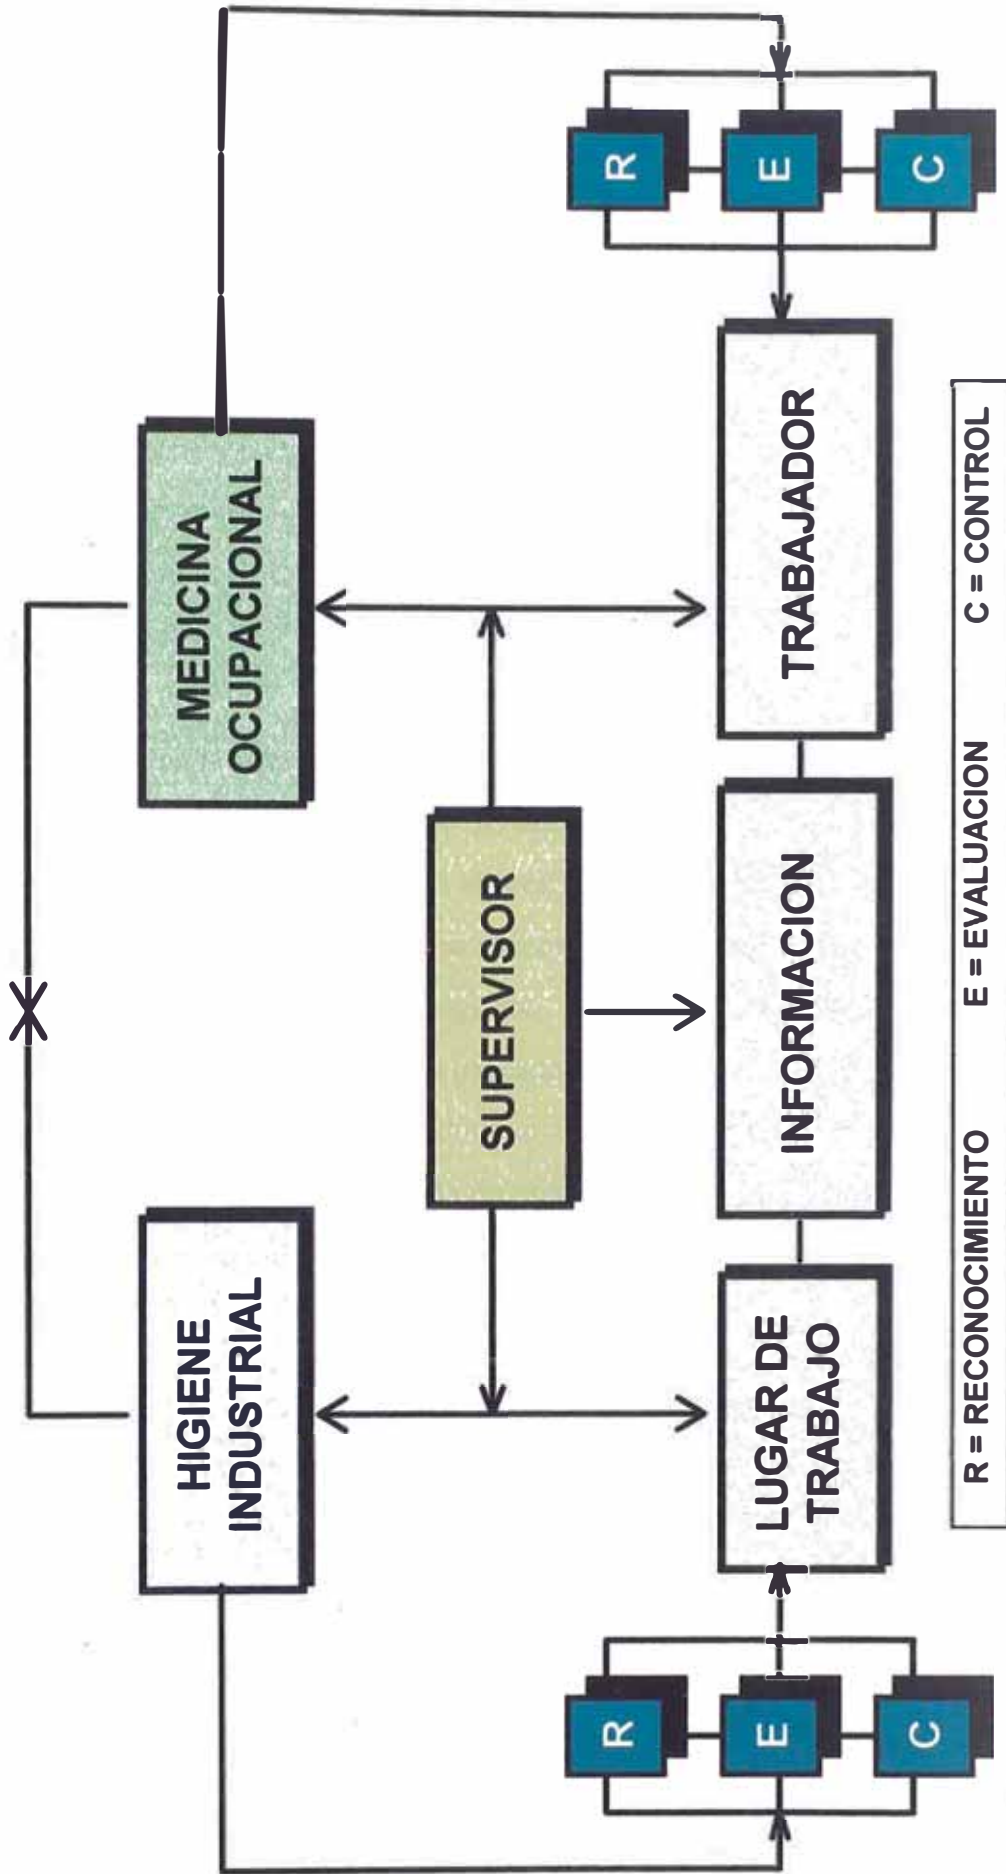 HIGIENE
INDUSTRIAL
MEDICINA
OCUPACIONAL
SUPERVISOR
R
E
C
LUGAR DE
TRABAJO
INFORMACION
TRABAJADOR
R
E
C
R = RECONOCIMIENTO E = EVALUACION C = CONTROL